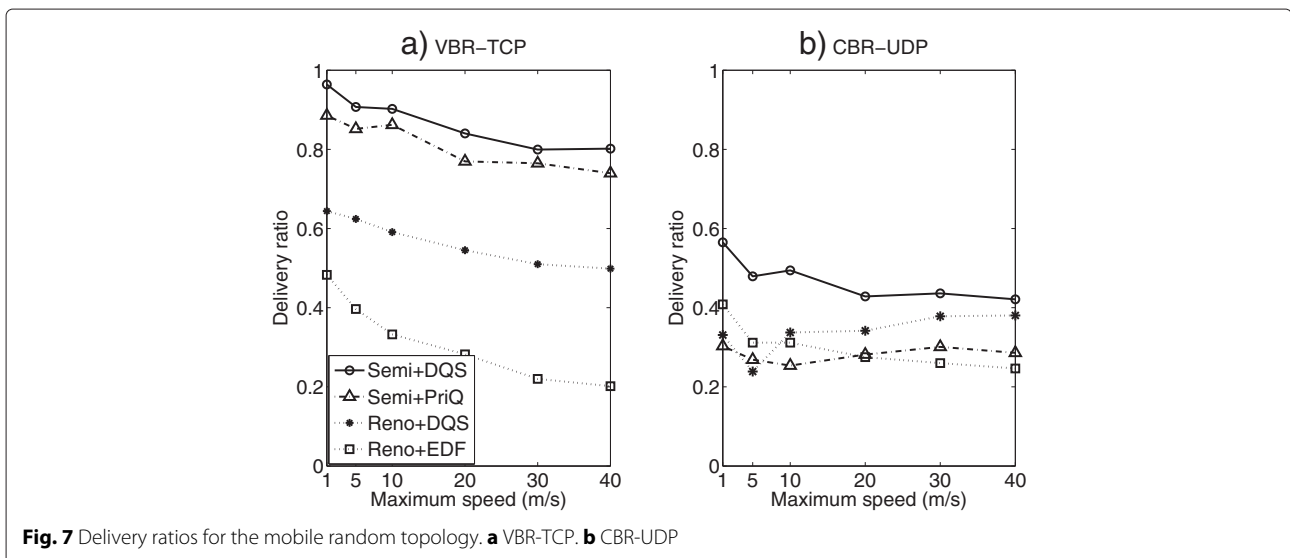 a) VBR–TCP
1
0.8
0.6
0.4
0.2
0
Delivery ratio
Semi+DQS
Semi+PriQ
Reno+DQS
Reno+EDF
1 5 10 20 30 40
Maximum speed (m/s)
b) CBR–UDP
1
0.8
0.6
0.4
0.2
0
Delivery ratio
1 5 10 20 30 40
Maximum speed (m/s)
Fig. 7 Delivery ratios for the mobile random topology. a VBR-TCP. b CBR-UDP